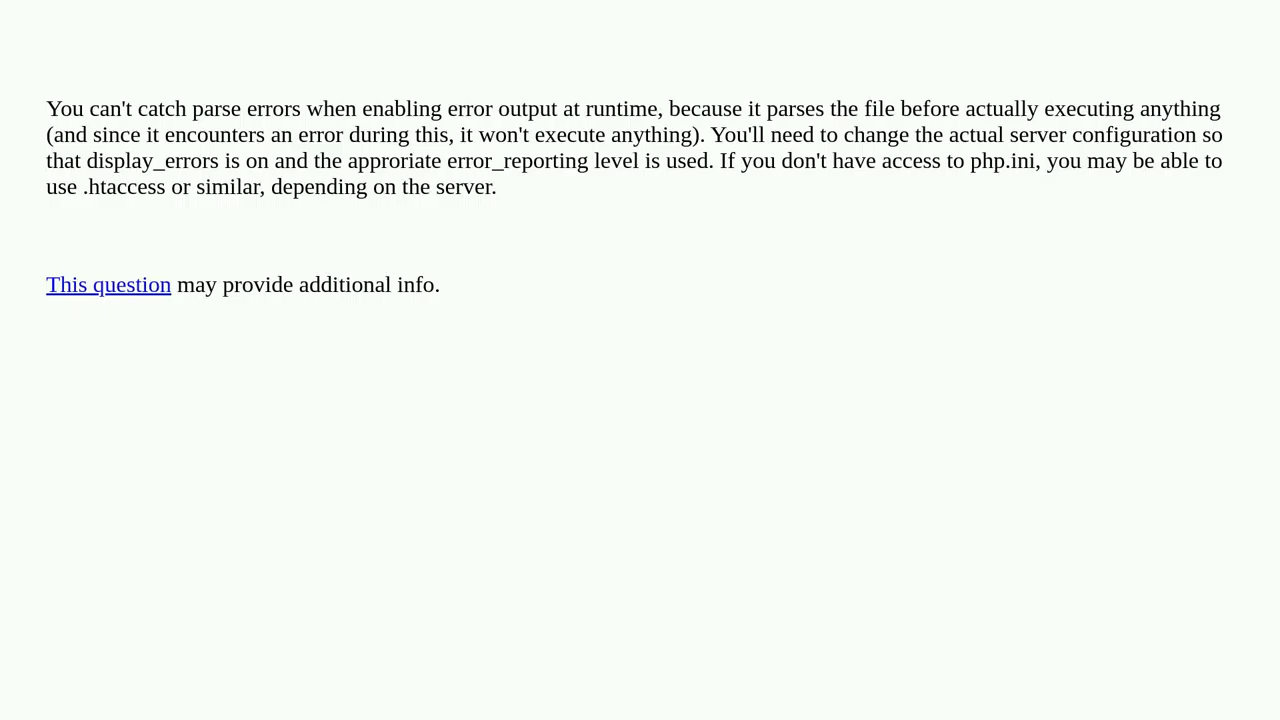 You can't catch parse errors when enabling error output at runtime, because it parses the file before actually executing anything
(and since it encounters an error during this, it won't execute anything). You'll need to change the actual server configuration so
that display_errors is on and the approriate error_reporting level is used. If you don't have access to php.ini, you may be able to
use .htaccess or similar, depending on the server.
This question may provide additional info.